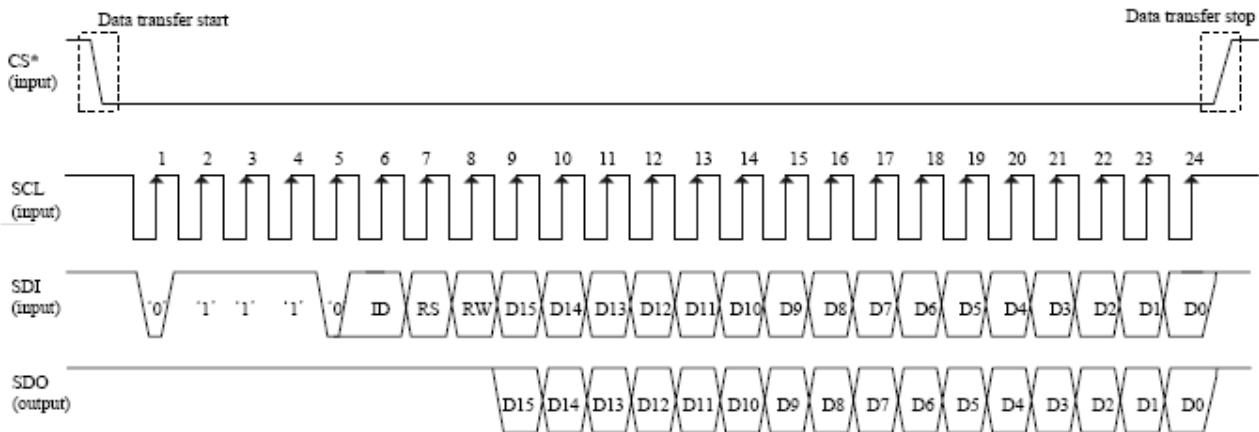 Data transfer start
Data transfer stop
CS*
(input)
1 2 3 4 5 6 7 8 9 10 11 12 13 14 15 16 17 18 19 20 21 22 23 24
SCL
(input)
SDI
(input)
'0' '1' '1' '1' '0 ID RS RW D15 D14 D13 D12 D11 D10 D9 D8 D7 D6 D5 D4 D3 D2 D1 D0
SDO
(output)
D15 D14 D13 D12 D11 D10 D9 D8 D7 D6 D5 D4 D3 D2 D1 D0